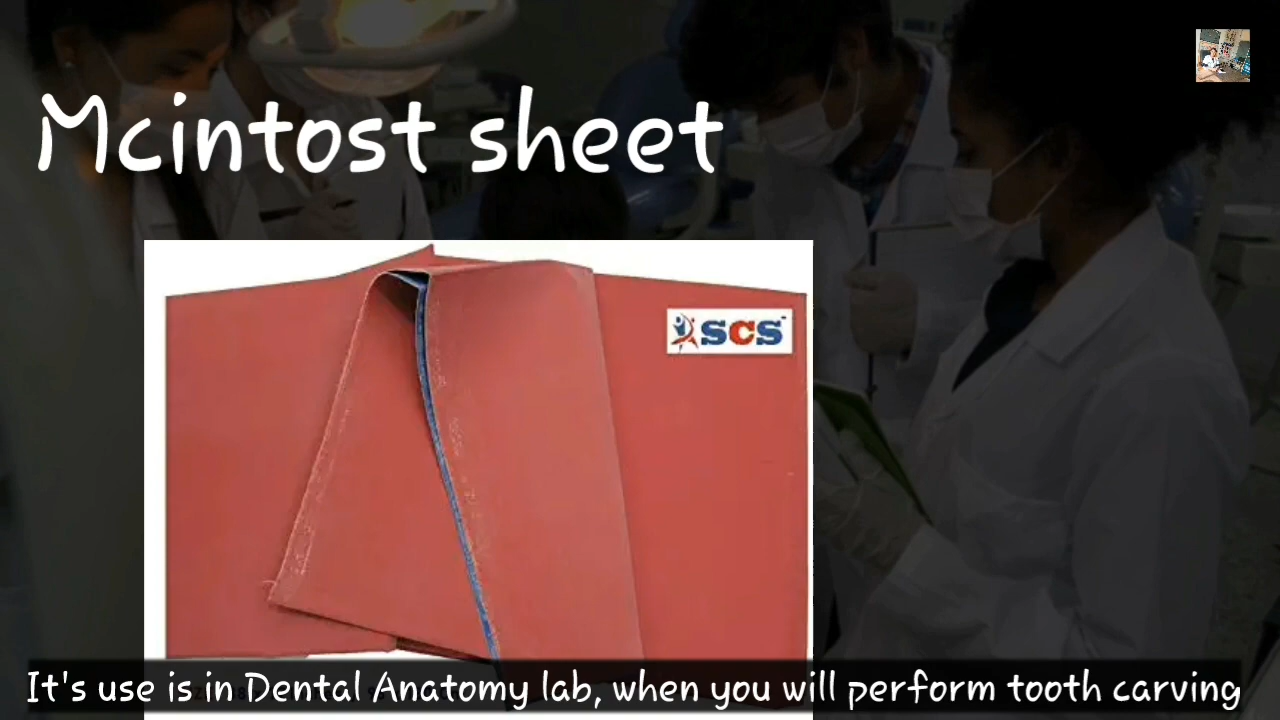 Mcintost sheet
SCS
It's use is in Dental Anatomy lab, when you will perform tooth carving